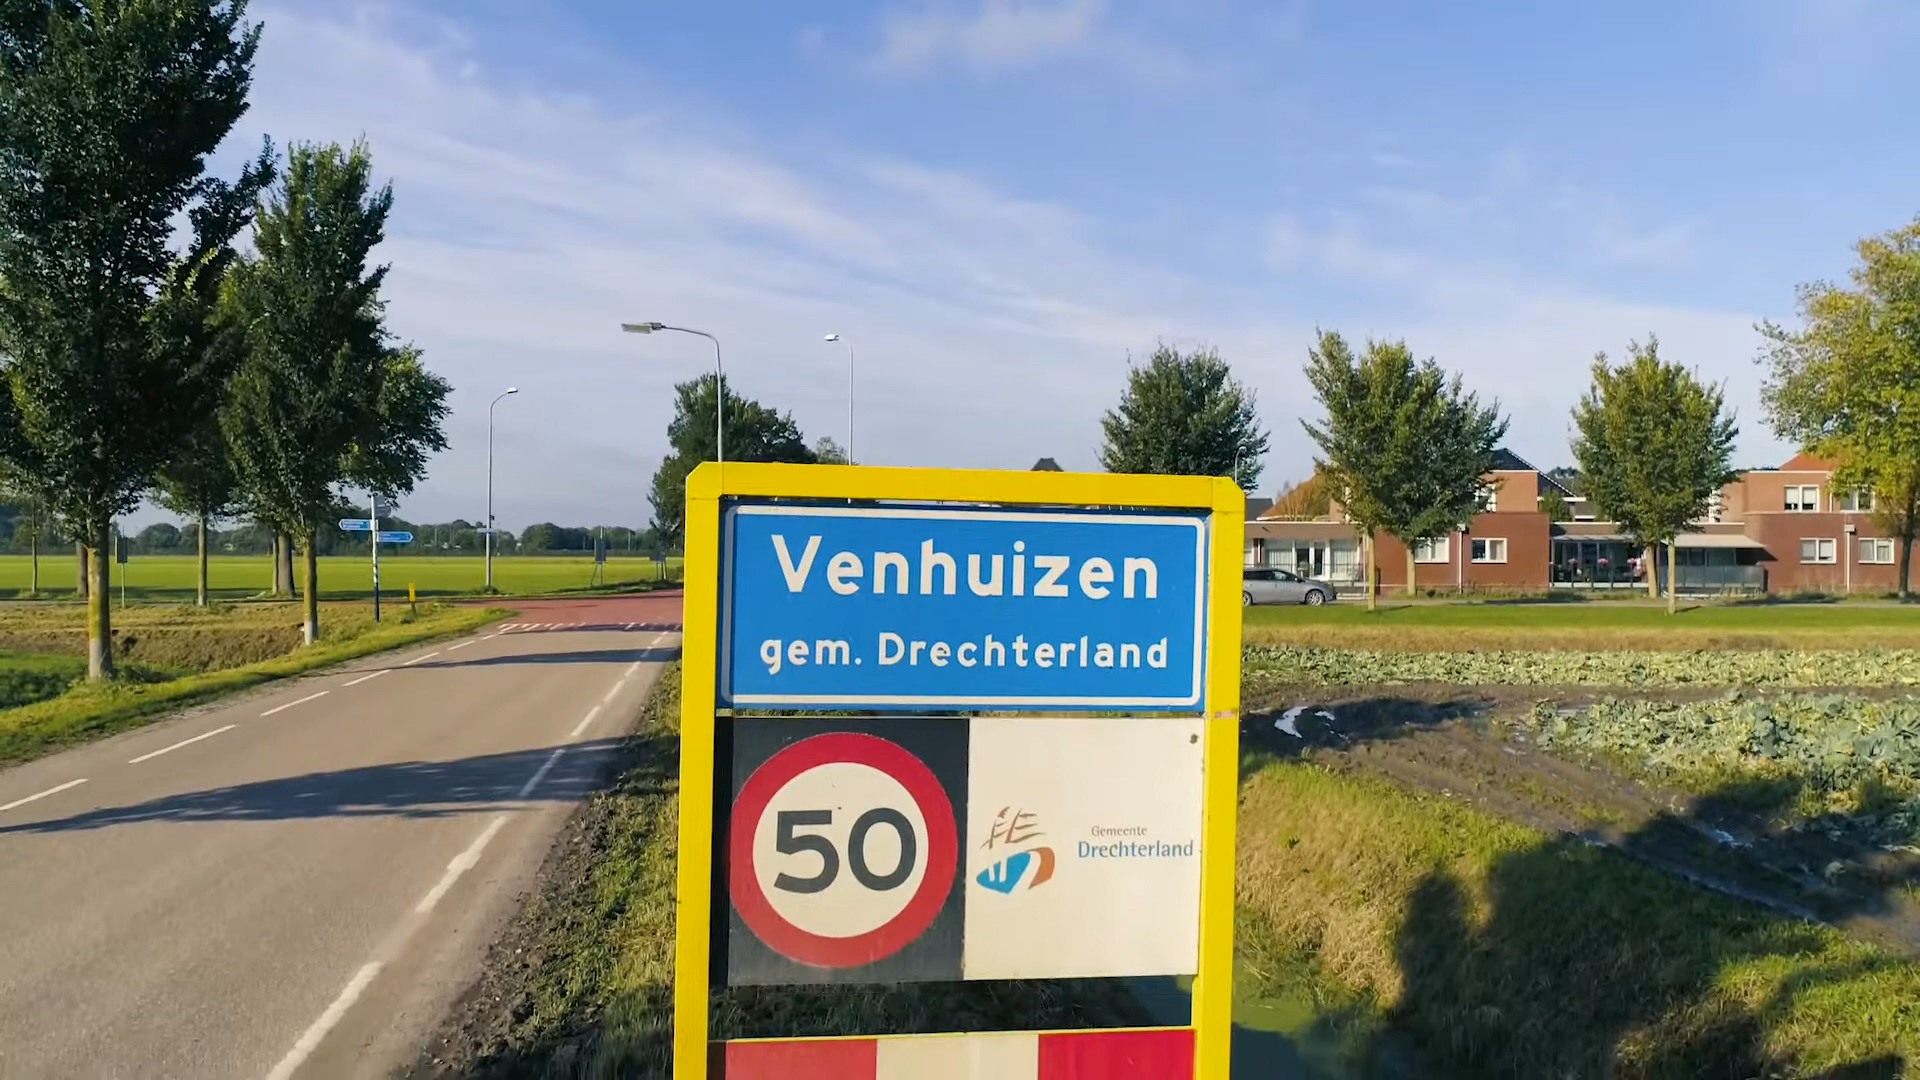 Venhuizen
gem. Drechterland
50
Gemeente
Drechterland